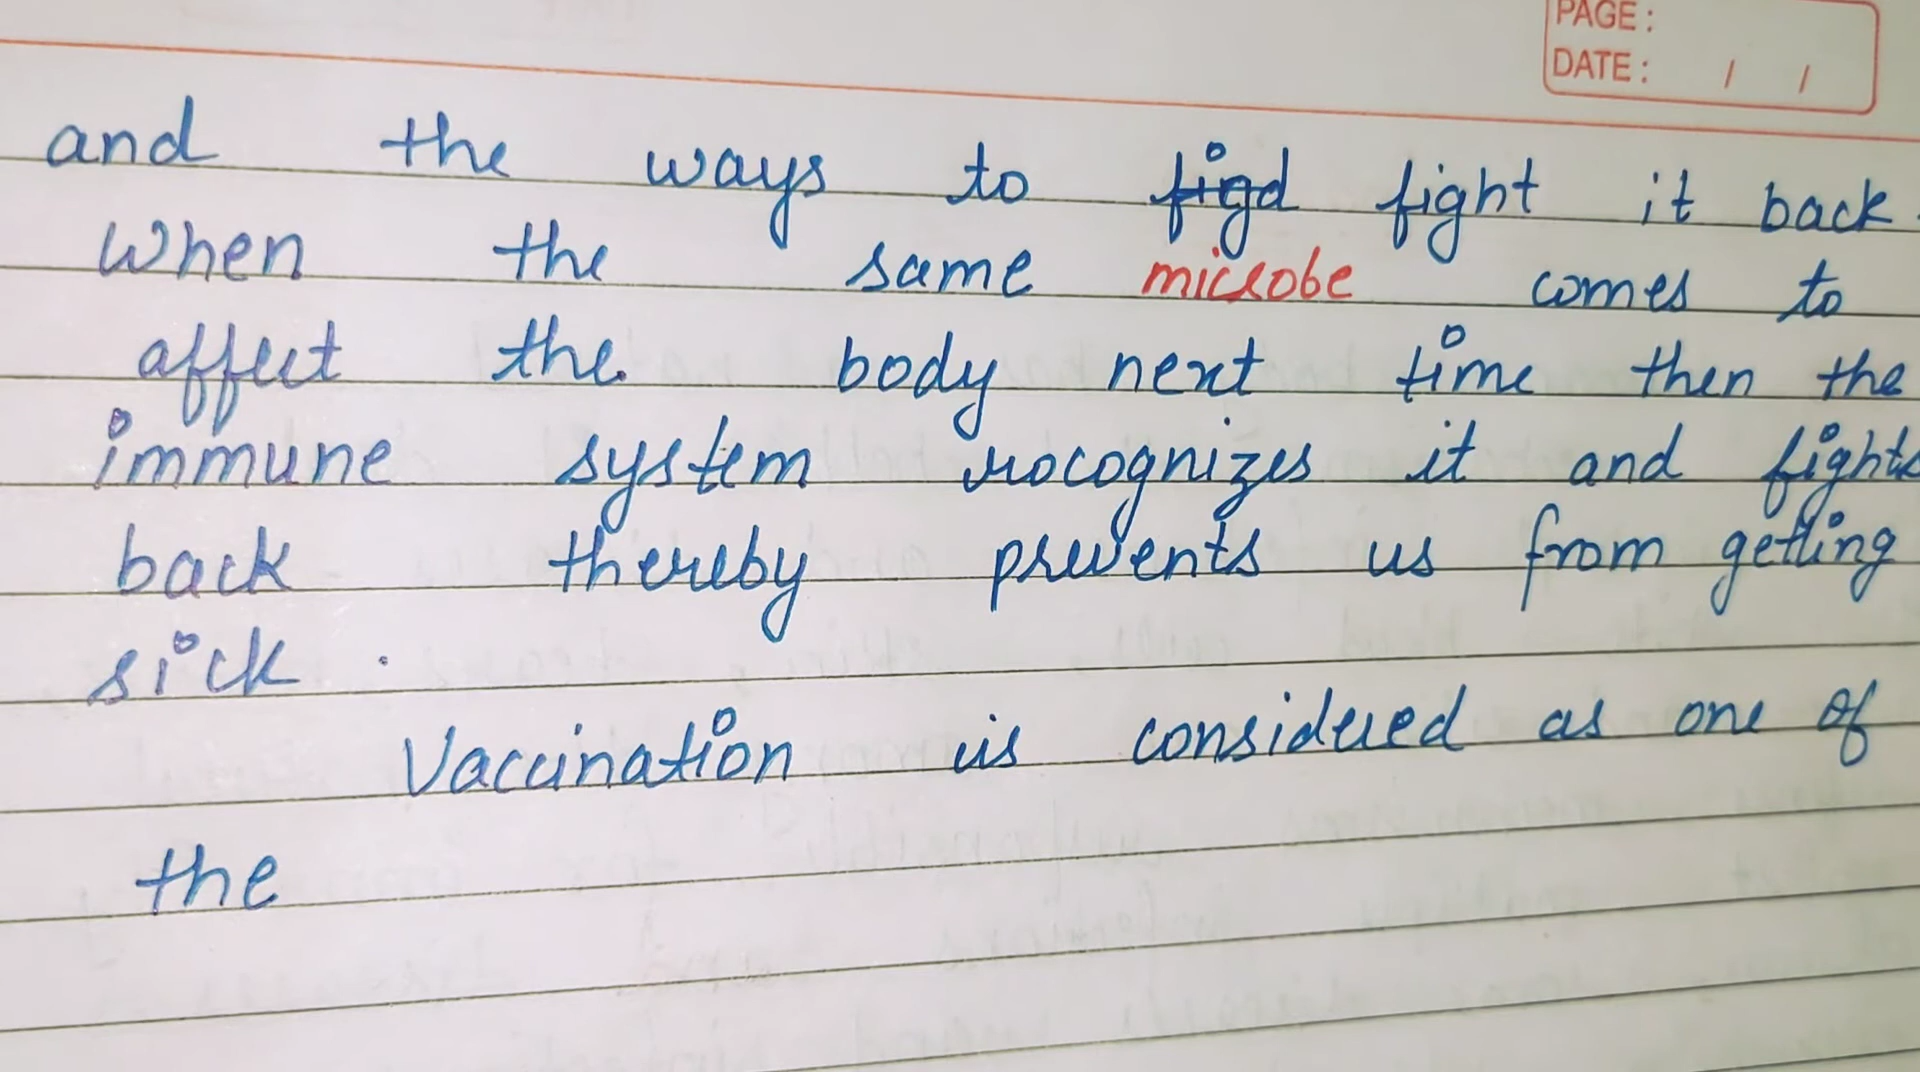 PAGE:
DATE: / /
and the ways to figd fight it back.
When the same microbe comes to
affect the body next time then the
immune system rocognizes it and fights
back thereby prevents us from getting
sick.
Vaccination is considered as one of
the